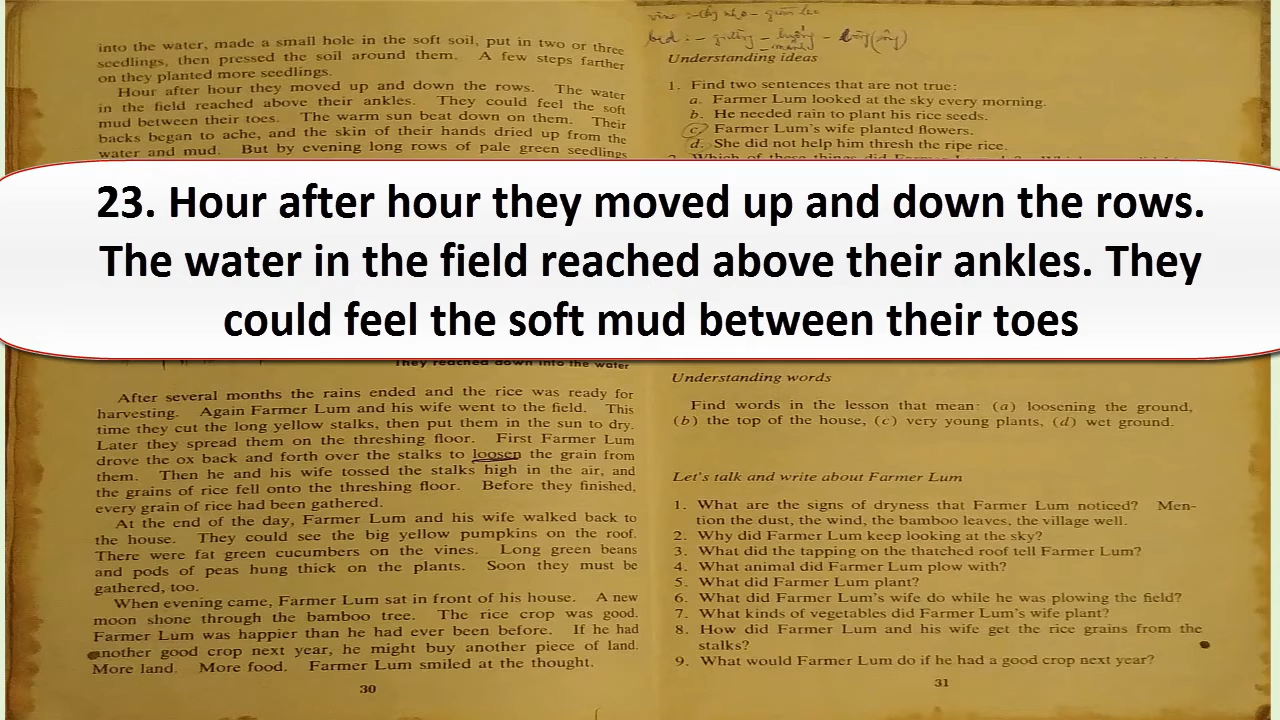 into the water, made a small hole in the soft soil, put in two or three
seedlings, then pressed the soil around them. A few steps farther
on they planted more seedlings.
Hour after hour they moved up and down the rows. The water
in the field reached above their ankles. They could feel the soft
mud between their toes. The warm sun beat down on them. Their
backs began to ache, and the skin of their hands dried up from the
water and mud. But by evening long rows of pale green seedlings
23. Hour after hour they moved up and down the rows.
The water in the field reached above their ankles. They
could feel the soft mud between their toes
They reached down into the water
After several months the rains ended and the rice was ready for
harvesting. Again Farmer Lum and his wife went to the field. This
time they cut the long yellow stalks, then put them in the sun to dry.
Later they spread them on the threshing floor. First Farmer Lum
drove the ox back and forth over the stalks to loosen the grain from
them. Then he and his wife tossed the stalks high in the air, and
the grains of rice fell onto the threshing floor. Before they finished,
every grain of rice had been gathered.
At the end of the day, Farmer Lum and his wife walked back to
the house. They could see the big yellow pumpkins on the roof.
There were fat green cucumbers on the vines. Long green beans
and pods of peas hung thick on the plants. Soon they must be
gathered, too.
When evening came, Farmer Lum sat in front of his house. A new
moon shone through the bamboo tree. The rice crop was good.
Farmer Lum was happier than he had ever been before. If he had
another good crop next year, he might buy another piece of land.
More land. More food. Farmer Lum smiled at the thought.
30
bed :
Understanding ideas
1. Find two sentences that are not true:
a. Farmer Lum looked at the sky every morning.
b. He needed rain to plant his rice seeds.
c. Farmer Lum's wife planted flowers.
d. She did not help him thresh the ripe rice.
Understanding words
Find words in the lesson that mean: (a) loosening the ground,
(b) the top of the house, (c) very young plants, (d) wet ground.
Let's talk and write about Farmer Lum
1. What are the signs of dryness that Farmer Lum noticed? Men-
tion the dust, the wind, the bamboo leaves, the village well.
2. Why did Farmer Lum keep looking at the sky?
3. What did the tapping on the thatched roof tell Farmer Lum?
4. What animal did Farmer Lum plow with?
5. What did Farmer Lum plant?
6. What did Farmer Lum's wife do while he was plowing the field?
7. What kinds of vegetables did Farmer Lum's wife plant?
8. How did Farmer Lum and his wife get the rice grains from the
stalks?
9. What would Farmer Lum do if he had a good crop next year?
31